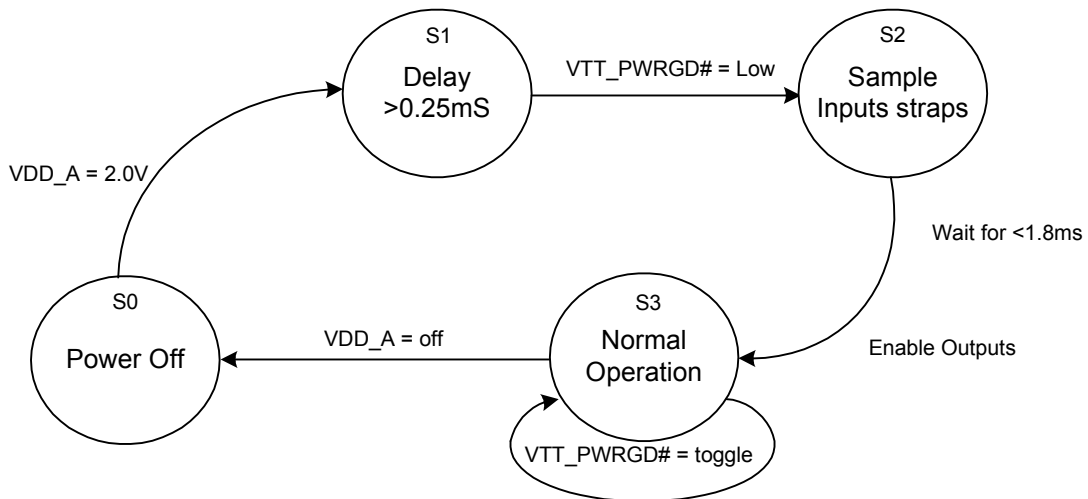 S1
Delay
>0.25mS
VTT_PWRGD# = Low
S2
Sample
Inputs straps
VDD_A = 2.0V
Wait for <1.8ms
S0
Power Off
VDD_A = off
S3
Normal
Operation
Enable Outputs
VTT_PWRGD# = toggle